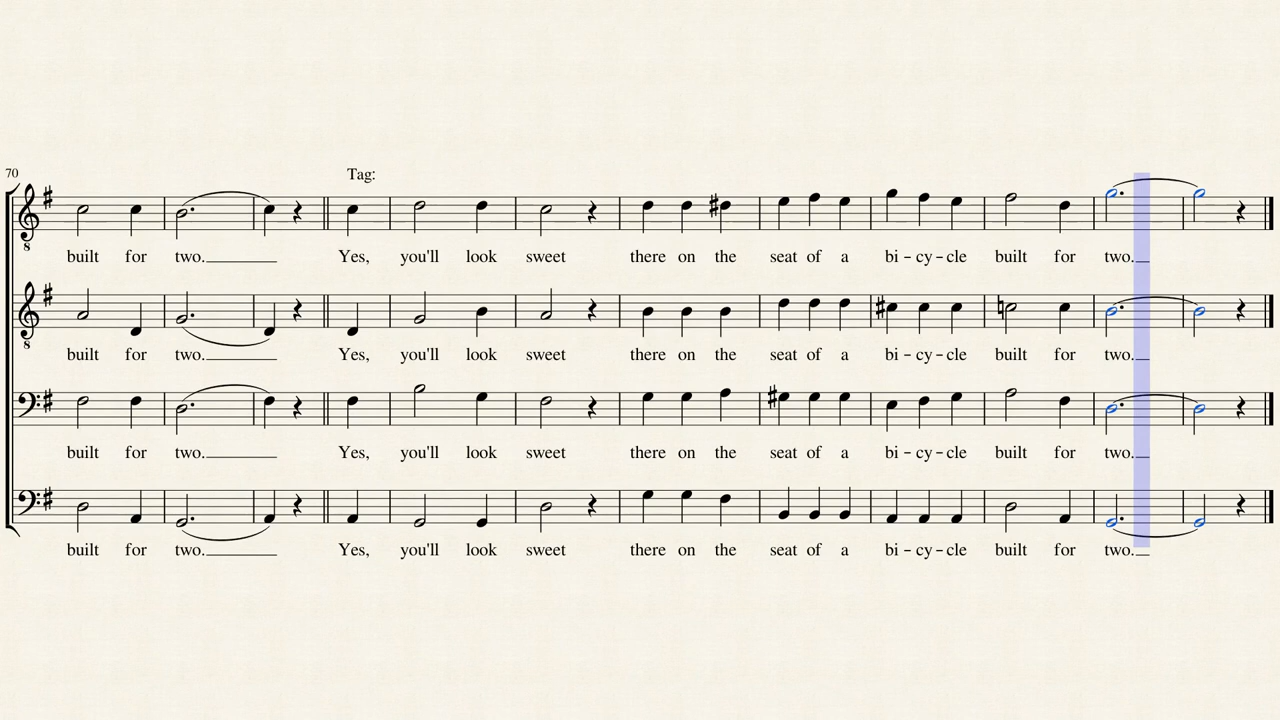 70
Tag:
8
built for two. Yes, you'll look sweet there on the seat of a bi-cy-cle built for two.
8
built for two. Yes, you'll look sweet there on the seat of a bi-cy-cle built for two.
built for two. Yes, you'll look sweet there on the seat of a bi-cy-cle built for two.
built for two. Yes, you'll look sweet there on the seat of a bi-cy-cle built for two.